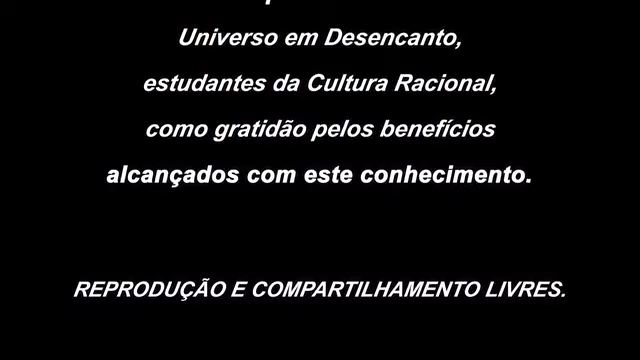 Universo em Desencanto,
estudantes da Cultura Racional,
como gratidão pelos benefícios
alcançados com este conhecimento.
REPRODUÇÃO E COMPARTILHAMENTO LIVRES.